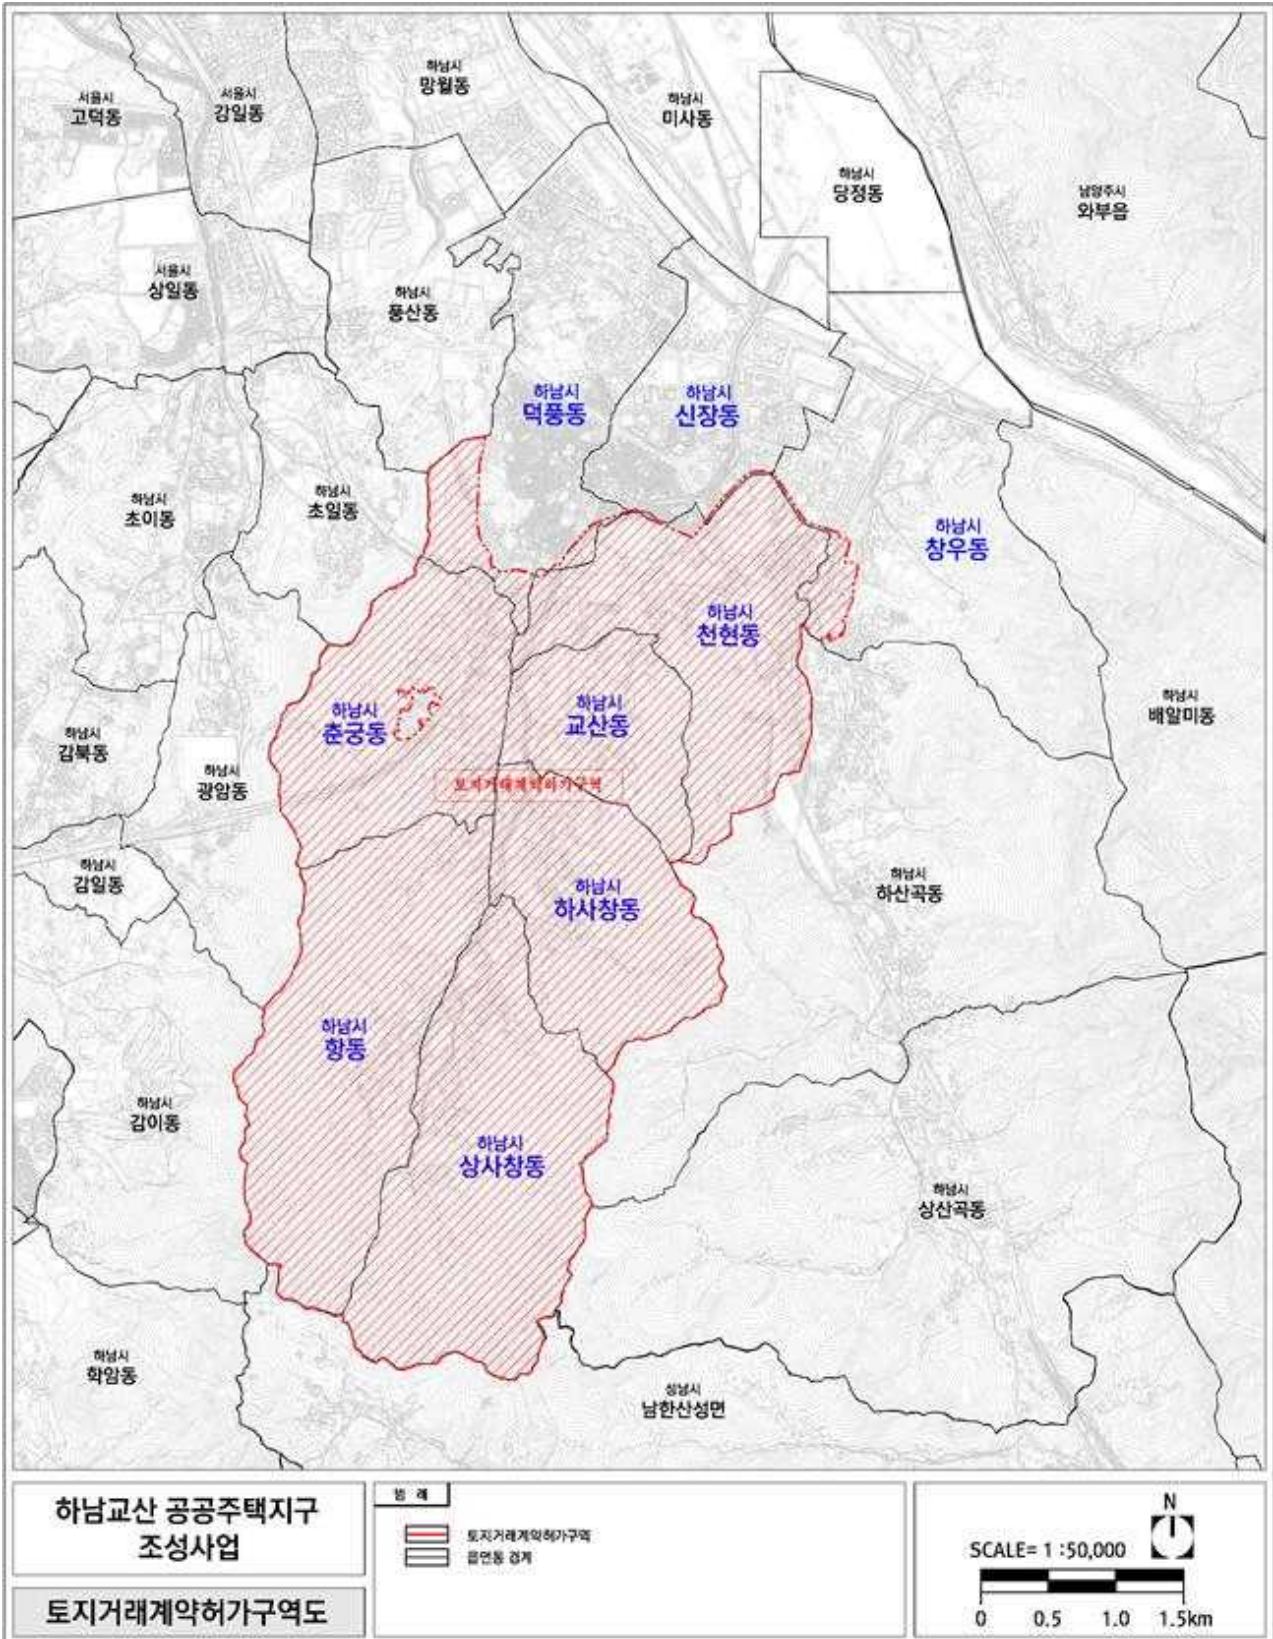 서울시
고덕동
서울시
강일동
하남시
망월동
하남시
미사동
하남시
당정동
남양주시
와부읍
서울시
상일동
하남시
풍산동
하남시
덕풍동
하남시
신장동
하남시
초이동
하남시
초일동
하남시
창우동
하남시
천현동
하남시
춘궁동
하남시
교산동
하남시
배알미동
하남시
감북동
하남시
광암동
토지거래계약허가구역
하남시
감일동
하남시
하사창동
하남시
하산곡동
하남시
항동
하남시
감이동
하남시
상사창동
하남시
상산곡동
하남시
학암동
성남시
남한산성면
하남교산 공공주택지구
조성사업
토지거래계약허가구역도
범 례
토지거래계약허가구역
읍면동 경계
N
SCALE= 1 :50,000
0 0.5 1.0 1.5km